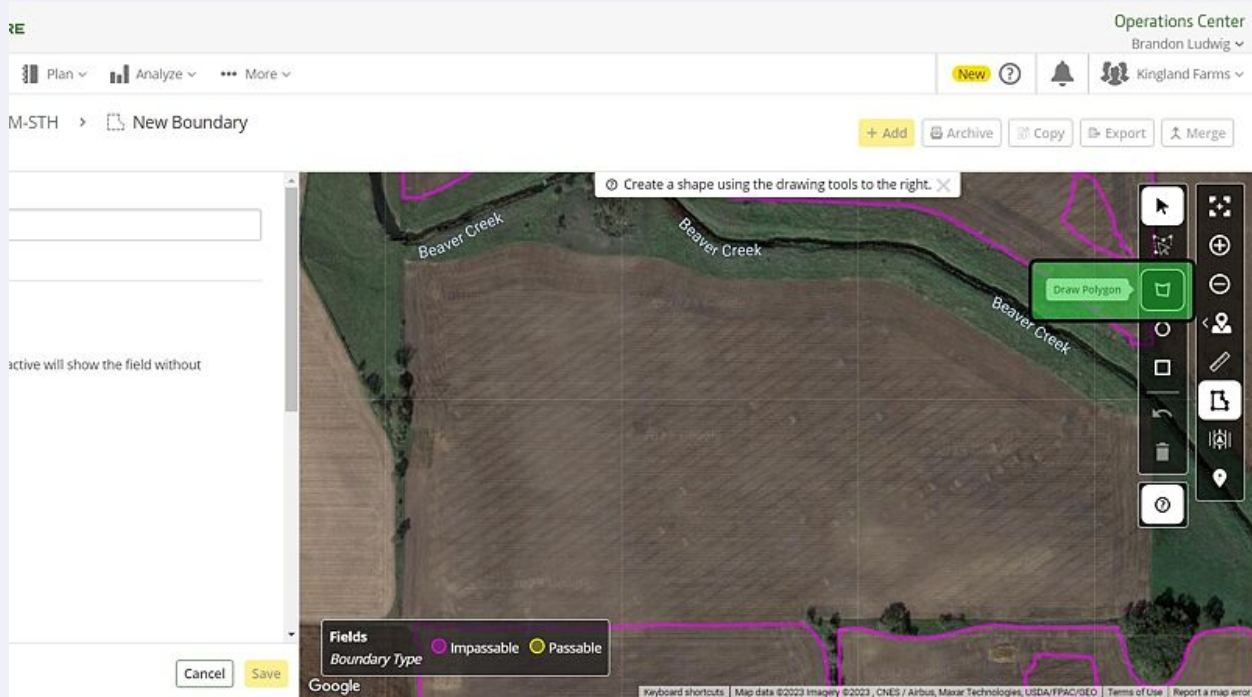 RE
Operations Center
Brandon Ludwig
Plan
Analyze
••• More
New
Kingland Farms
M-STH > New Boundary
+ Add
Archive
Copy
Export
Merge
Create a shape using the drawing tools to the right.
Beaver Creek
Beaver Creek
Draw Polygon
Beaver Creek
active will show the field without
Fields
Boundary Type
Impassable
Passable
Cancel
Save
Google
Keyboard shortcuts
Map data ©2023 Imagery ©2023 , CNES / Airbus, Maxar Technologies, USDA/FPAC/GEO
Terms of Use
Report a map error